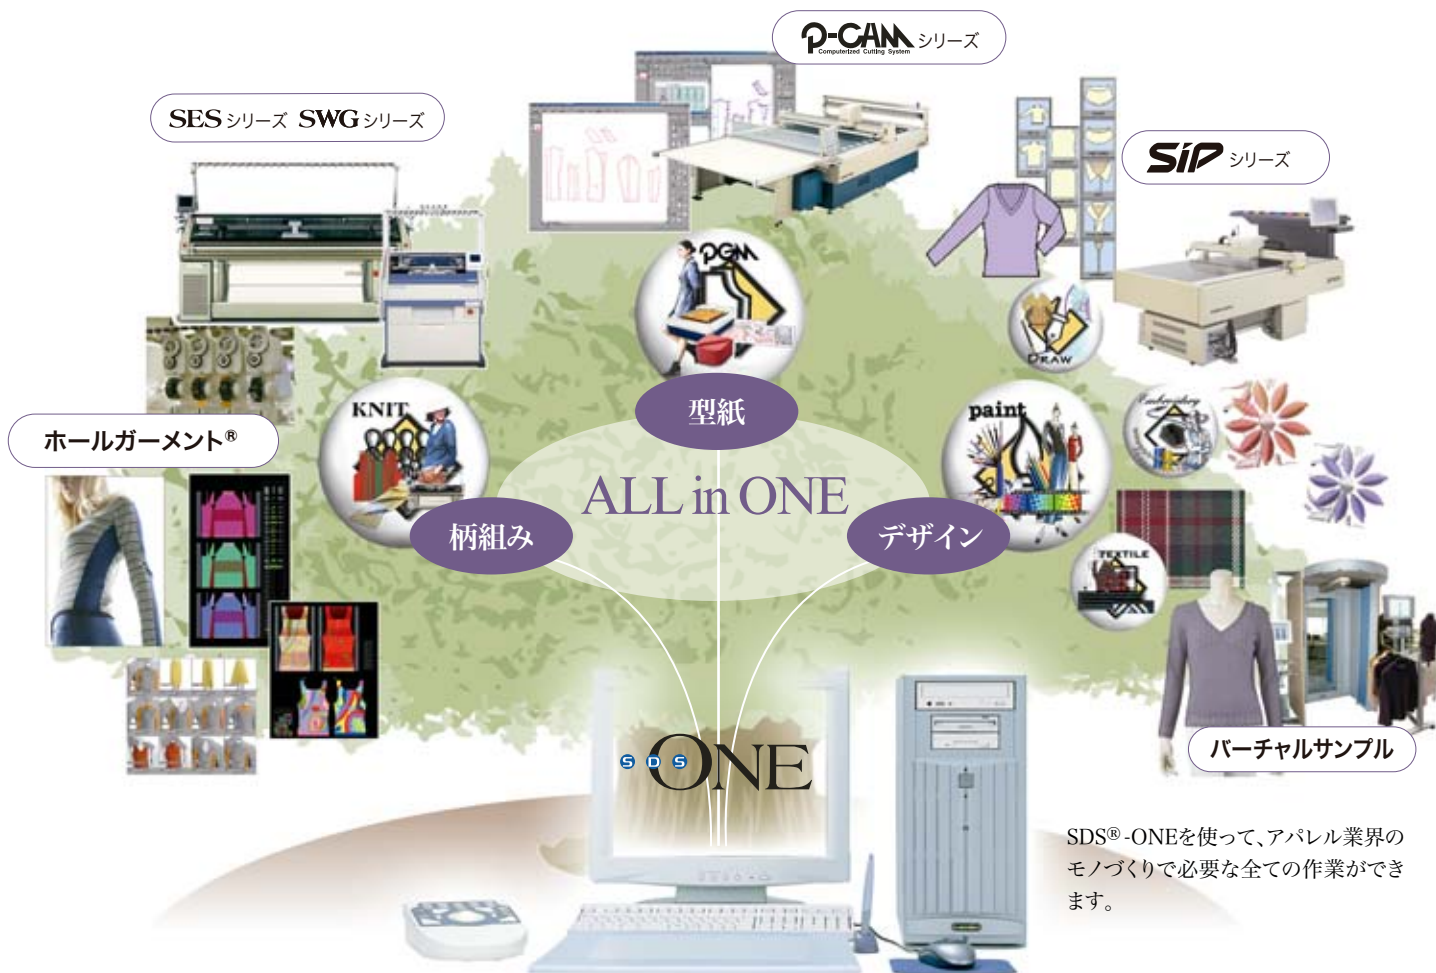 P-CAM シリーズ
Computerized Cutting System
SES シリーズ SWG シリーズ
SiP シリーズ
PGM
DRAW
KNIT
paint
Embroidery
ホールガーメント®
型紙
ALL in ONE
柄組み
デザイン
TEXTILE
SDS ONE
バーチャルサンプル
SDS®-ONEを使って、アパレル業界の
モノづくりで必要な全ての作業ができ
ます。